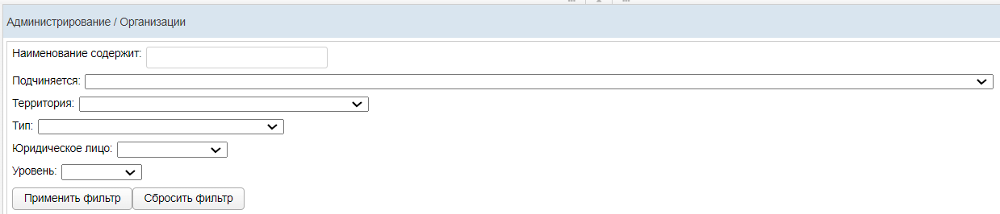 Администрирование / Организации
Наименование содержит:
Подчиняется:
Территория:
Тип:
Юридическое лицо:
Уровень:
Применить фильтр Сбросить фильтр